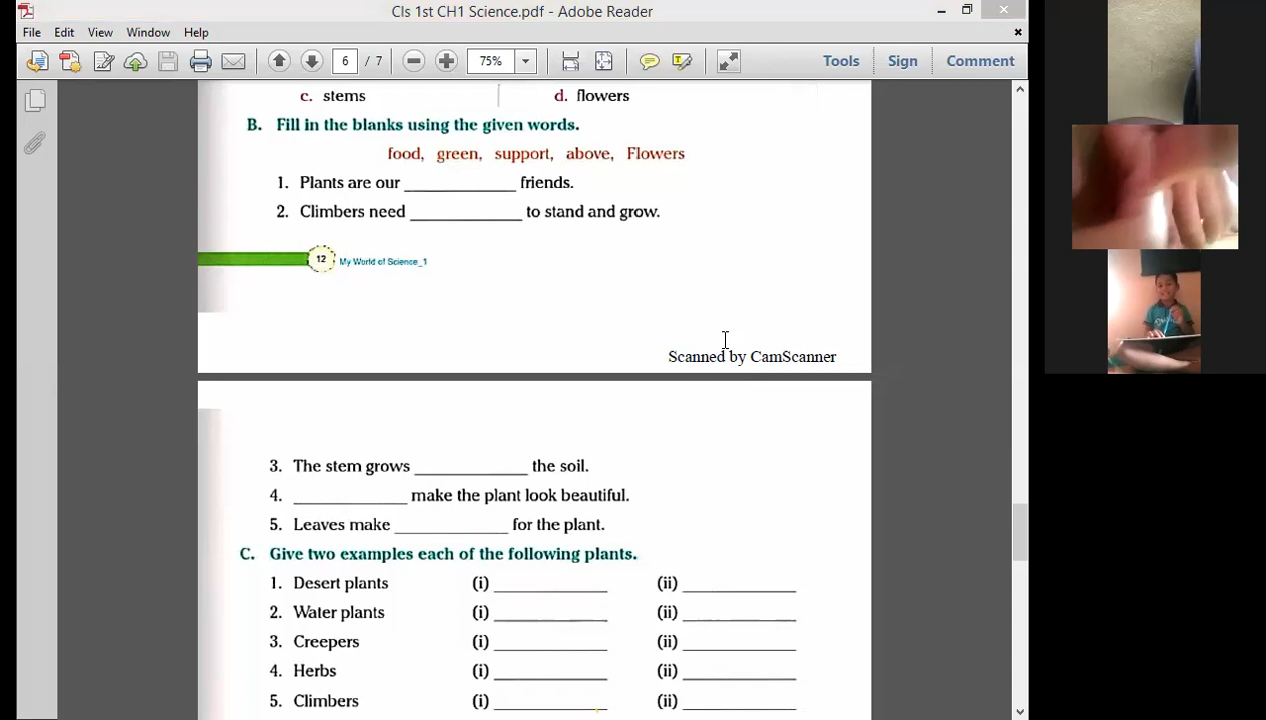 Cls 1st CH1 Science.pdf - Adobe Reader
File Edit View Window Help
6 / 7 75% Tools Sign Comment
c. stems d. flowers
B. Fill in the blanks using the given words.
food, green, support, above, Flowers
1. Plants are our ____________ friends.
2. Climbers need ____________ to stand and grow.
12 My World of Science_1
Scanned by CamScanner
3. The stem grows ____________ the soil.
4. ____________ make the plant look beautiful.
5. Leaves make ____________ for the plant.
C. Give two examples each of the following plants.
1. Desert plants (i) ____________ (ii) ____________
2. Water plants (i) ____________ (ii) ____________
3. Creepers (i) ____________ (ii) ____________
4. Herbs (i) ____________ (ii) ____________
5. Climbers (i) ____________ (ii) ____________